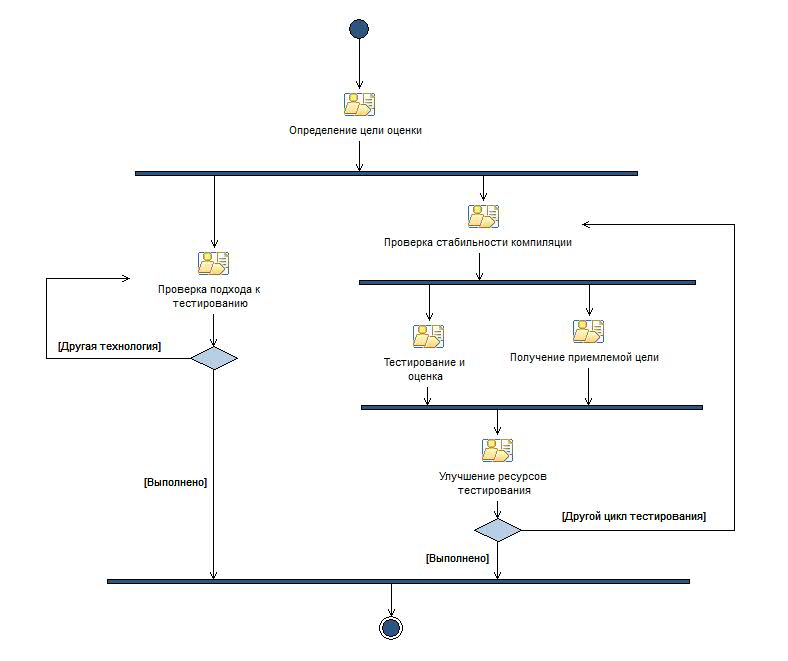 Определение цели оценки
Проверка стабильности компиляции
Проверка подхода к
тестированию
[Другая технология]
Тестирование и
оценка
Получение приемлемой цели
[Выполнено]
Улучшение ресурсов
тестирования
[Другой цикл тестирования]
[Выполнено]